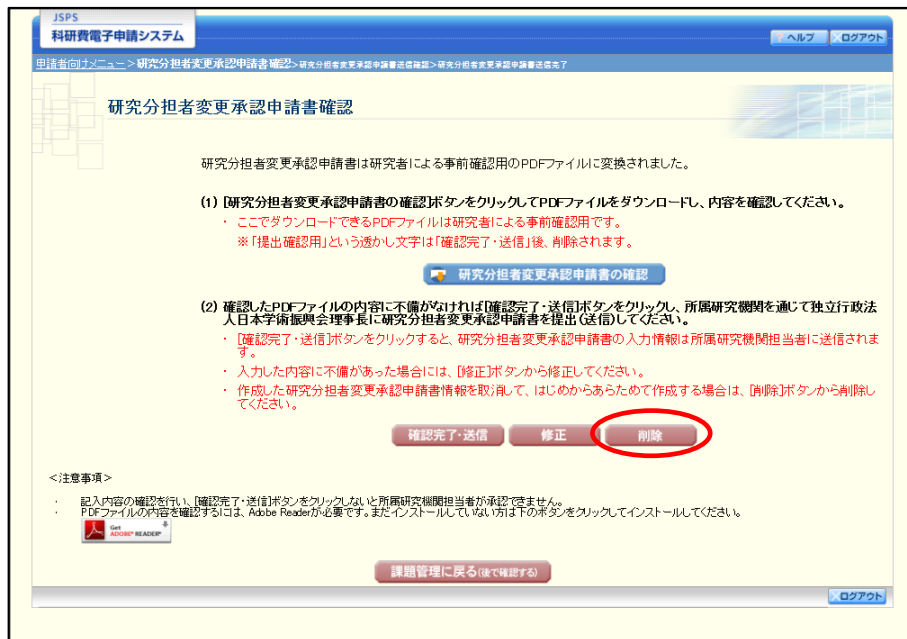 JSPS
科研費電子申請システム
ヘルプ
ログアウト
申請者向けメニュー>研究分担者変更承認申請書確認>研究分担者変更承認申請書送信確認>研究分担者変更承認申請書送信完了
研究分担者変更承認申請書確認
研究分担者変更承認申請書は研究者による事前確認用のPDFファイルに変換されました。
(1) [研究分担者変更承認申請書の確認]ボタンをクリックしてPDFファイルをダウンロードし、内容を確認してください。
・ ここでダウンロードできるPDFファイルは研究者による事前確認用です。
※「提出確認用」という透かし文字は「確認完了・送信」後、削除されます。
研究分担者変更承認申請書の確認
(2) 確認したPDFファイルの内容に不備がなければ[確認完了・送信]ボタンをクリックし、所属研究機関を通じて独立行政法
人日本学術振興会理事長に研究分担者変更承認申請書を提出(送信)してください。
・ [確認完了・送信]ボタンをクリックすると、研究分担者変更承認申請書の入力情報は所属研究機関担当者に送信されま
す。
・ 入力した内容に不備があった場合には、[修正]ボタンから修正してください。
・ 作成した研究分担者変更承認申請書情報を取消して、はじめからあらためて作成する場合は、[削除]ボタンから削除し
てください。
確認完了・送信
修正
削除
<注意事項>
・ 記入内容の確認を行い、[確認完了・送信]ボタンをクリックしないと所属研究機関担当者が承認できません。
・ PDFファイルの内容を確認するには、Adobe Readerが必要です。まだインストールしていない方は下のボタンをクリックしてインストールしてください。
Get
ADOBE® READER®
課題管理に戻る(後で確認する)
ログアウト